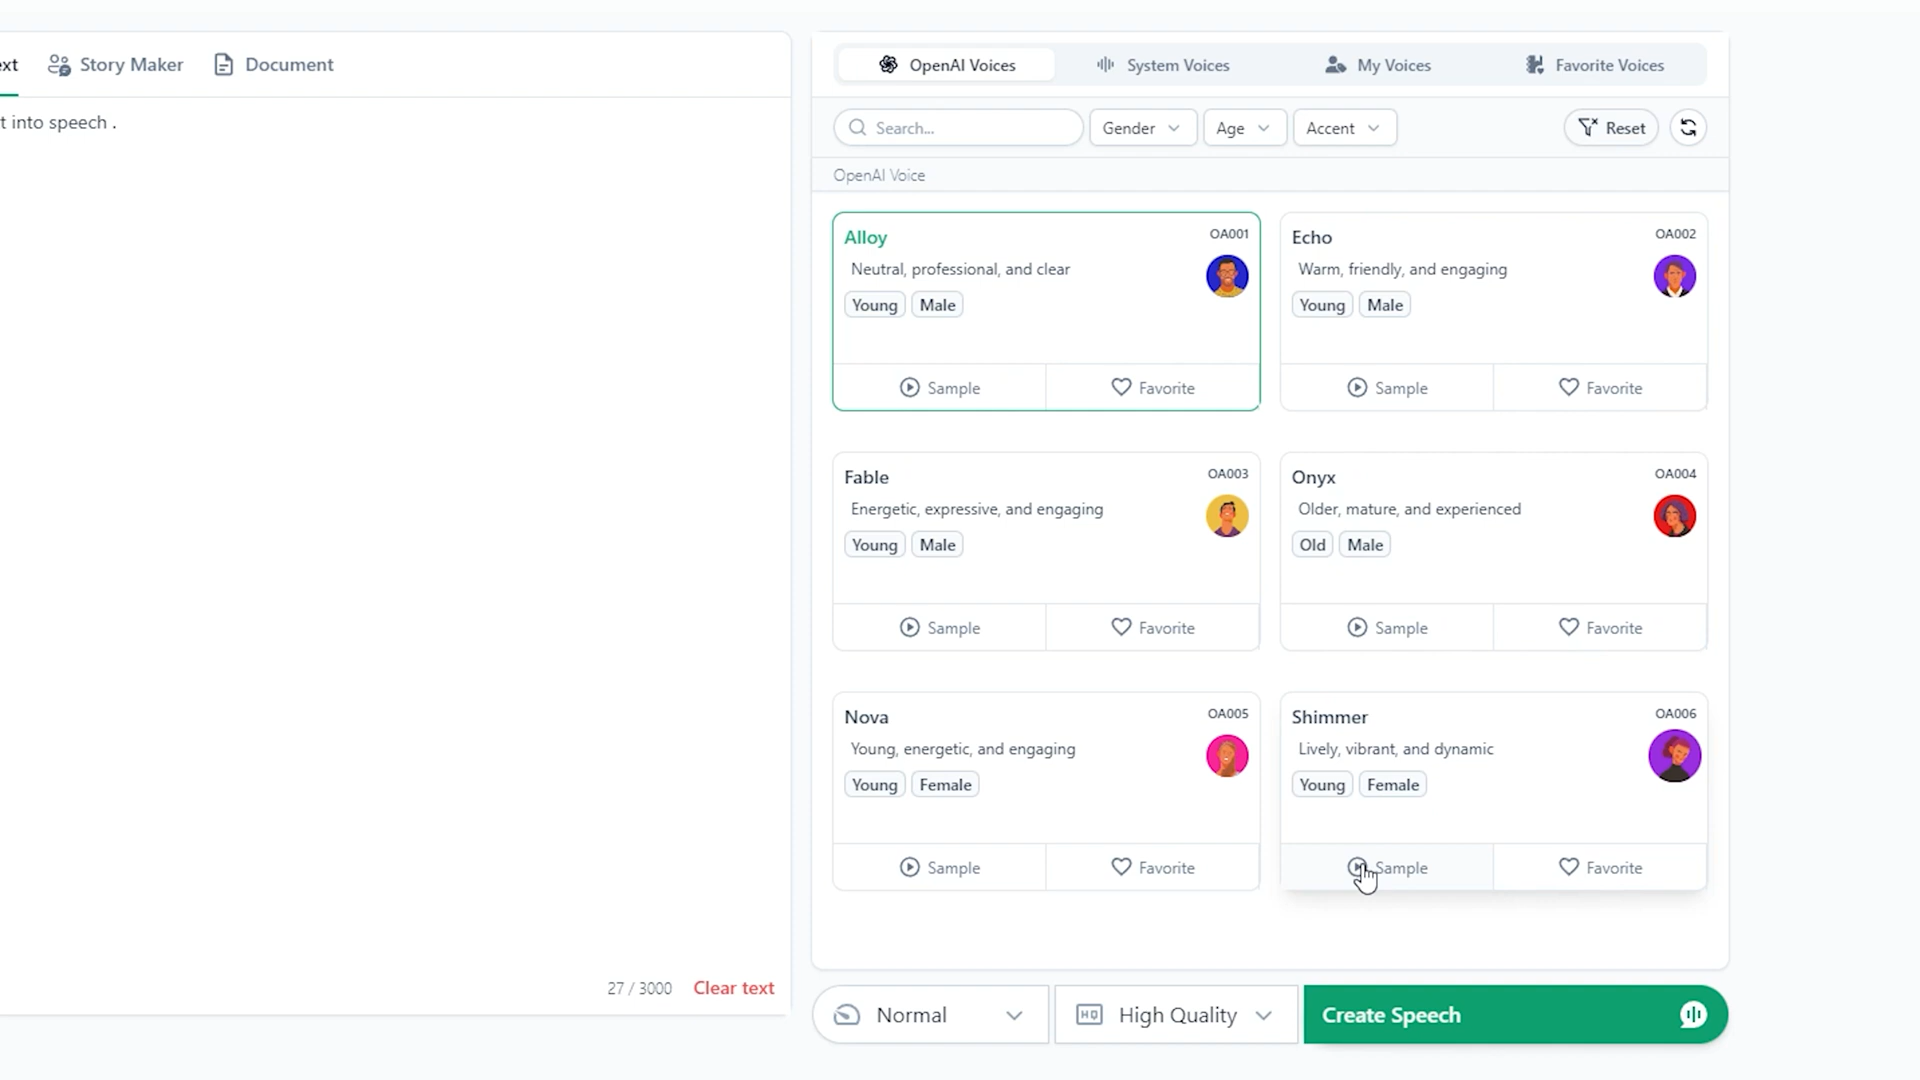 ext Story Maker Document
t into speech .
27 / 3000 Clear text
OpenAI Voices System Voices My Voices Favorite Voices
Search... Gender Age Accent Reset
OpenAI Voice
Alloy OA001
Neutral, professional, and clear
Young Male
Sample Favorite
Echo OA002
Warm, friendly, and engaging
Young Male
Sample Favorite
Fable OA003
Energetic, expressive, and engaging
Young Male
Sample Favorite
Onyx OA004
Older, mature, and experienced
Old Male
Sample Favorite
Nova OA005
Young, energetic, and engaging
Young Female
Sample Favorite
Shimmer OA006
Lively, vibrant, and dynamic
Young Female
Sample Favorite
Normal HQ High Quality Create Speech